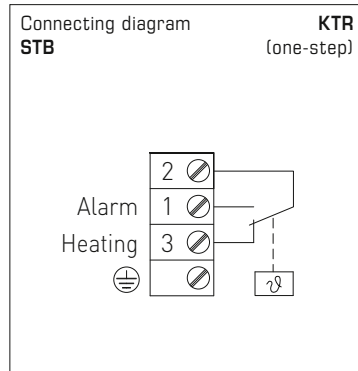 Connecting diagram KTR
STB (one-step)
2
Alarm 1
Heating 3
ϑ